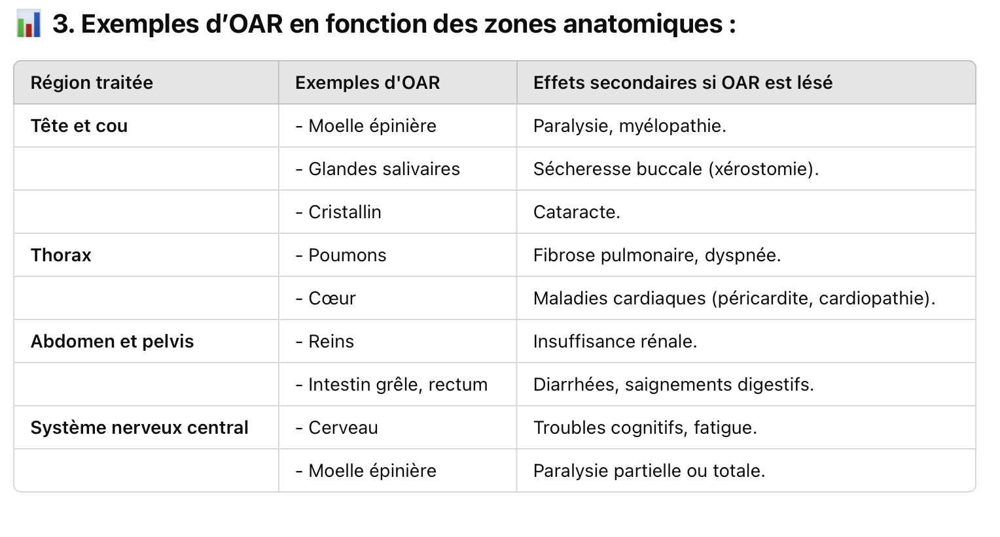 3. Exemples d’OAR en fonction des zones anatomiques :
Région traitée Exemples d'OAR Effets secondaires si OAR est lésé
Tête et cou - Moelle épinière Paralysie, myélopathie.
- Glandes salivaires Sécheresse buccale (xérostomie).
- Cristallin Cataracte.
Thorax - Poumons Fibrose pulmonaire, dyspnée.
- Cœur Maladies cardiaques (péricardite, cardiopathie).
Abdomen et pelvis - Reins Insuffisance rénale.
- Intestin grêle, rectum Diarrhées, saignements digestifs.
Système nerveux central - Cerveau Troubles cognitifs, fatigue.
- Moelle épinière Paralysie partielle ou totale.